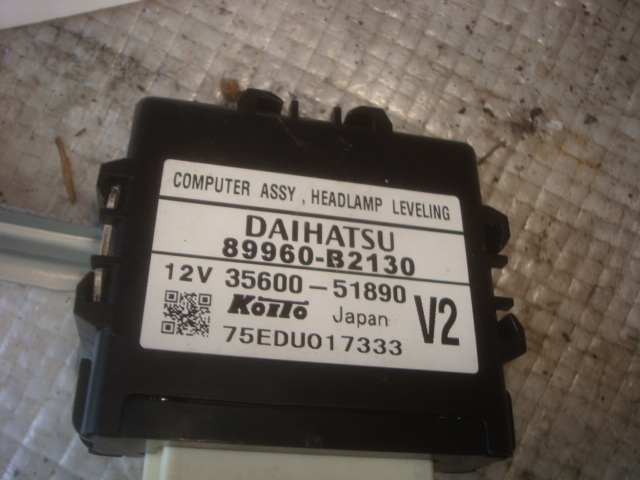 COMPUTER ASSY , HEADLAMP LEVELING
DAIHATSU
89960-B2130
12V 35600-51890
KOITO Japan V2
75EDU017333